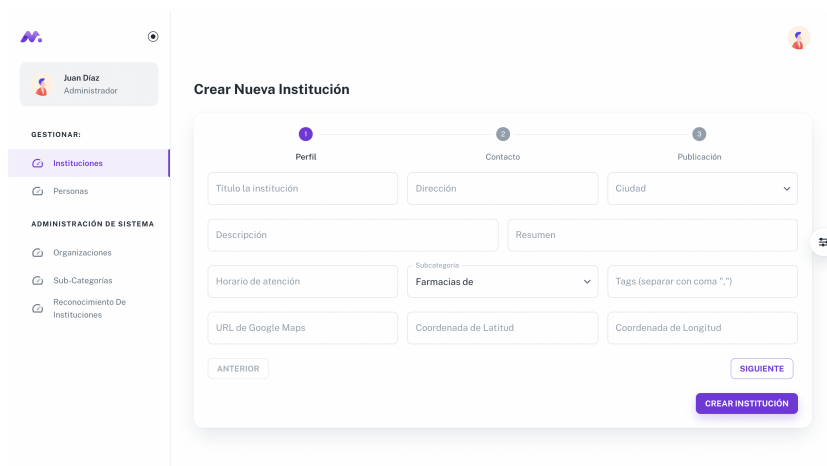 Juan Díaz
Administrador
Crear Nueva Institución
GESTIONAR:
Instituciones
Personas
ADMINISTRACIÓN DE SISTEMA
Organizaciones
Sub-Categorías
Reconocimiento De
Instituciones
1
2
3
Perfil
Contacto
Publicación
Título la institución
Dirección
Ciudad
Descripción
Resumen
Horario de atención
Subcategoría
Farmacias de
Tags (separar con coma ",")
URL de Google Maps
Coordenada de Latitud
Coordenada de Longitud
ANTERIOR
SIGUIENTE
CREAR INSTITUCIÓN